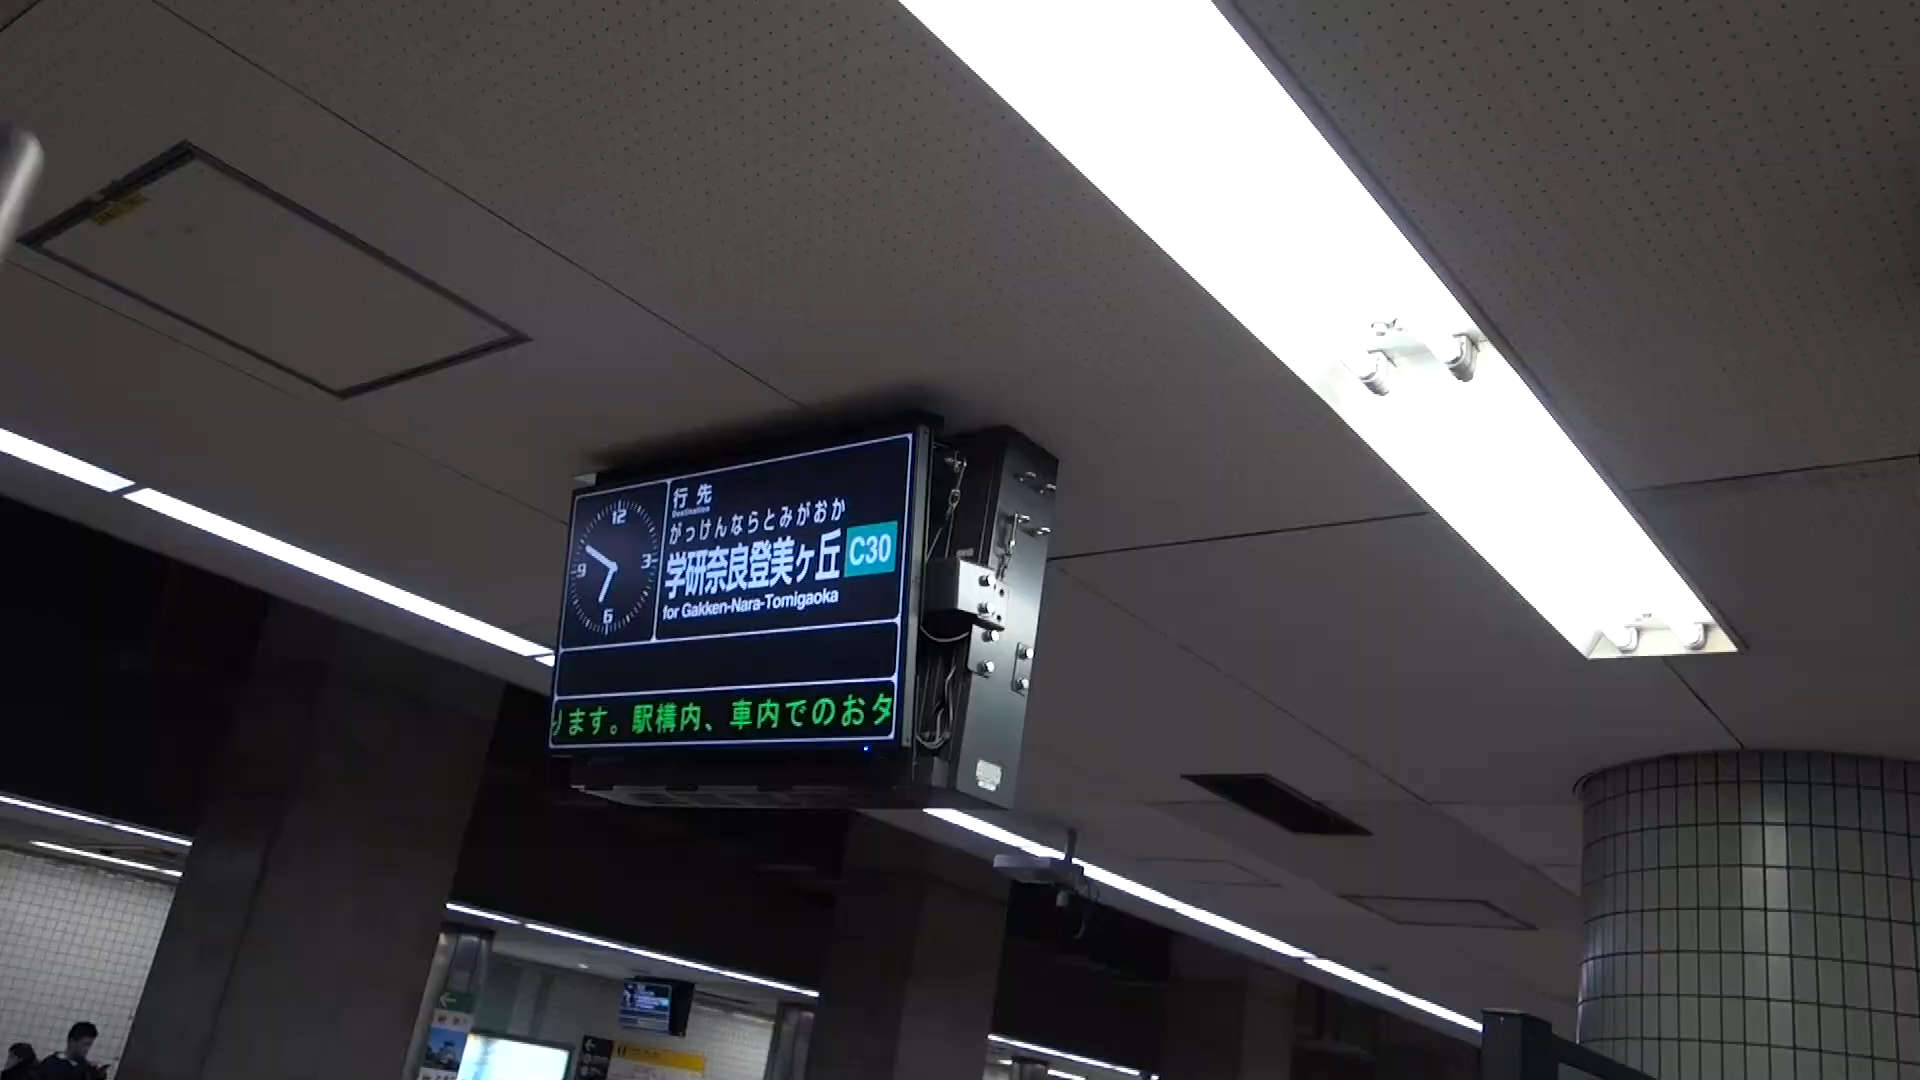 行先
Destination
がっけんならとみがおか
学研奈良登美ヶ丘 C30
for Gakken-Nara-Tomigaoka
12
3
6
9
ります。駅構内、車内でのおタ